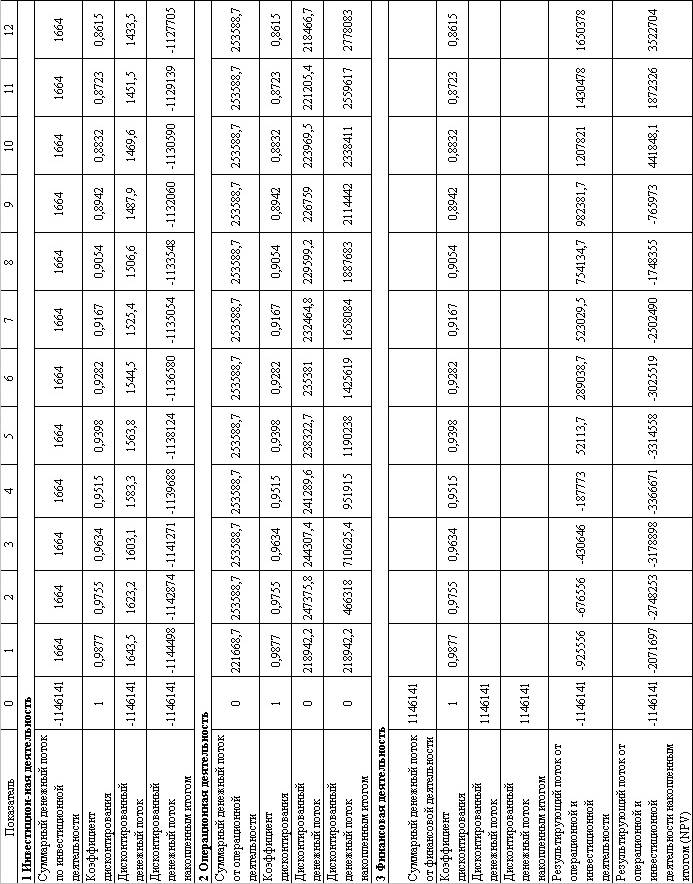 Показатель 0 1 2 3 4 5 6 7 8 9 10 11 12
1 Инвестицион-ная деятельность
Суммарный денежный поток
по инвестиционной
деятельности -1146141 1664 1664 1664 1664 1664 1664 1664 1664 1664 1664 1664 1664
Коэффициент
дисконтирования 1 0,9877 0,9755 0,9634 0,9515 0,9398 0,9282 0,9167 0,9054 0,8942 0,8832 0,8723 0,8615
Дисконтированный
денежный поток -1146141 1643,5 1623,2 1603,1 1583,3 1563,8 1544,5 1525,4 1506,6 1487,9 1469,6 1451,5 1433,5
Дисконтированный
денежный поток
накопленным итогом -1146141 -1144498 -1142874 -1141271 -1139688 -1138124 -1136580 -1135054 -1133548 -1132060 -1130590 -1129139 -1127705
2 Операционная деятельность
Суммарный денежный поток
от операционной
деятельности 0 221668,7 253588,7 253588,7 253588,7 253588,7 253588,7 253588,7 253588,7 253588,7 253588,7 253588,7 253588,7
Коэффициент
дисконтирования 1 0,9877 0,9755 0,9634 0,9515 0,9398 0,9282 0,9167 0,9054 0,8942 0,8832 0,8723 0,8615
Дисконтированный
денежный поток 0 218942,2 247375,8 244307,4 241289,6 238322,7 235381 232464,8 229599,2 226759 223969,5 221205,4 218466,7
Дисконтированный
денежный поток
накопленным итогом 0 218942,2 466318 710625,4 951915 1190238 1425619 1658084 1887683 2114442 2338411 2559617 2778083
3 Финансовая деятельность
Суммарный денежный поток
от финансовой деятельности 1146141
Коэффициент
дисконтирования 1 0,9877 0,9755 0,9634 0,9515 0,9398 0,9282 0,9167 0,9054 0,8942 0,8832 0,8723 0,8615
Дисконтированный
денежный поток 1146141
Дисконтированный
денежный поток
накопленным итогом 1146141
Результирующий поток от
операционной и
инвестиционной
деятельности -1146141 -925556 -676556 -430646 -187773 52113,7 289038,7 523029,5 754134,7 982381,7 1207821 1430478 1650378
Результирующий поток от
операционной и
инвестиционной
деятельности накопленным
итогом (NPV) -1146141 -2071697 -2748253 -3178898 -3366671 -3314558 -3025519 -2502490 -1748355 -765973 441848,1 1872326 3522704